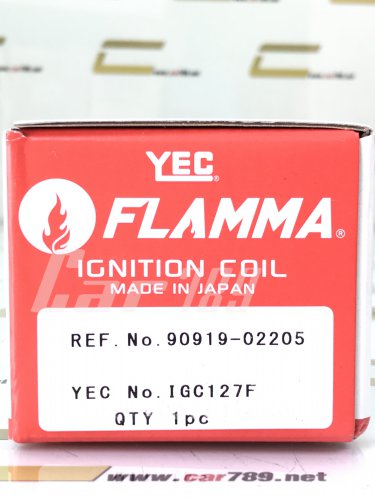 YEC®
FLAMMA®
IGNITION COIL
MADE IN JAPAN
Car789
REF. No. 90919-02205
YEC No. IGC127F
QTY 1pc
www.car789.net